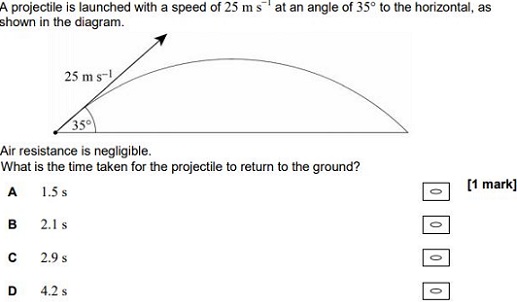 A projectile is launched with a speed of 25 m s⁻¹ at an angle of 35° to the horizontal, as
shown in the diagram.
25 m s⁻¹
35°
Air resistance is negligible.
What is the time taken for the projectile to return to the ground?
[1 mark]
A 1.5 s
B 2.1 s
C 2.9 s
D 4.2 s